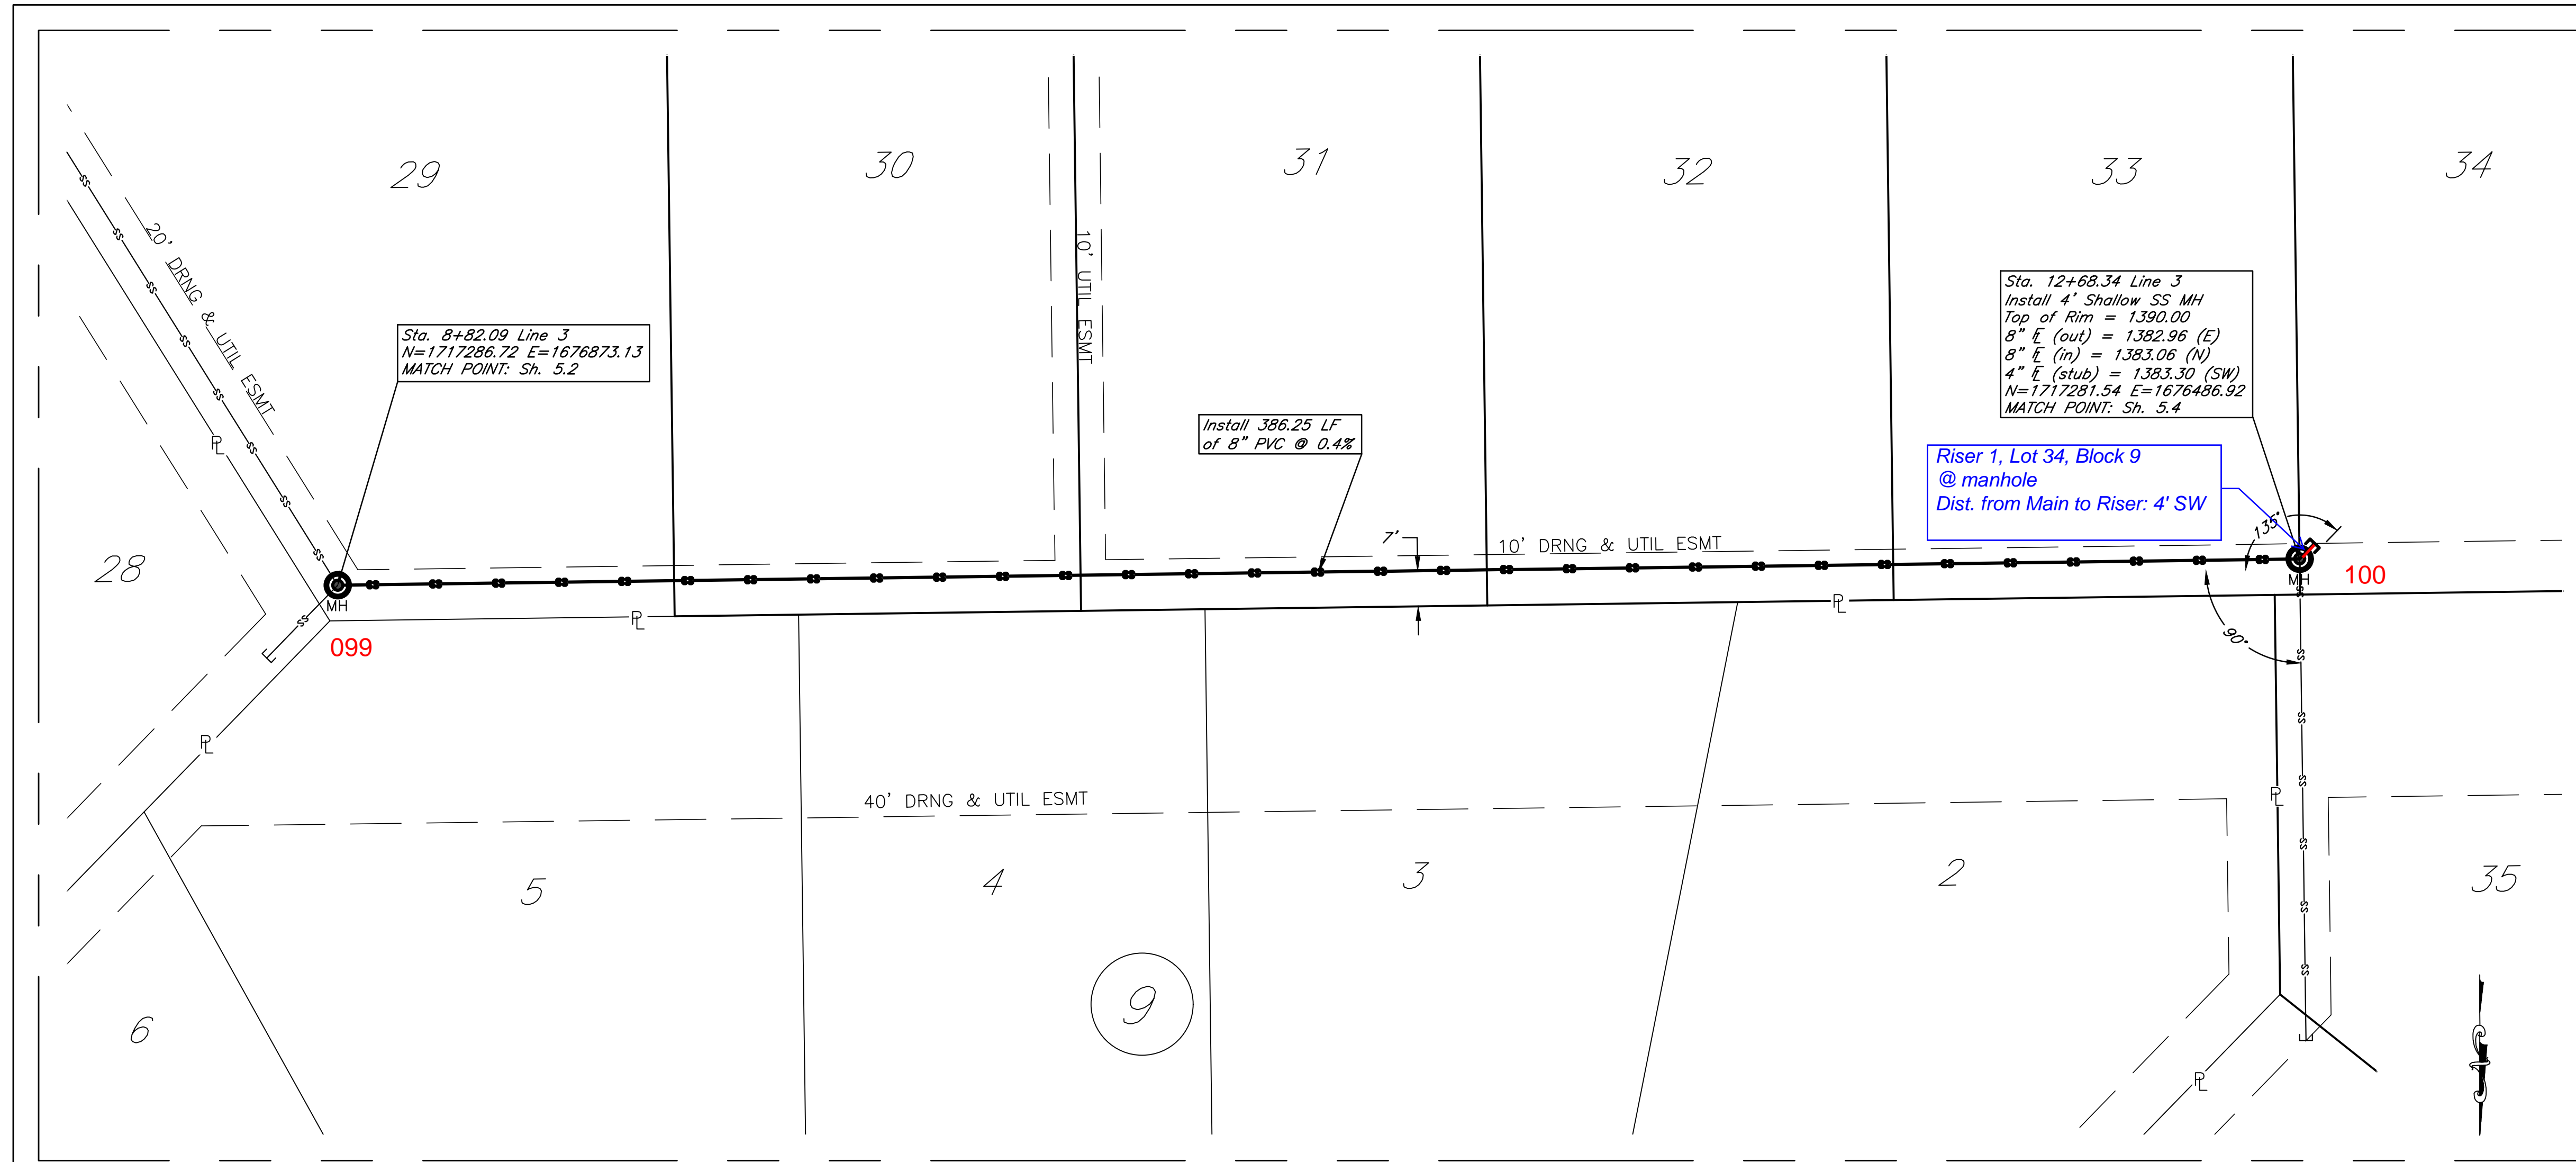 29
30
31
32
33
34
20' DRNG & UTIL ESMT
10' UTIL ESMT
Sta. 8+82.09 Line 3
N=1717286.72 E=1676873.13
MATCH POINT: Sh. 5.2
Sta. 12+68.34 Line 3
Install 4' Shallow SS MH
Top of Rim = 1390.00
8" FL (out) = 1382.96 (E)
8" FL (in) = 1383.06 (N)
4" FL (stub) = 1383.30 (SW)
N=1717281.54 E=1676486.92
MATCH POINT: Sh. 5.4
Install 386.25 LF
of 8" PVC @ 0.4%
Riser 1, Lot 34, Block 9
@ manhole
Dist. from Main to Riser: 4' SW
7'
10' DRNG & UTIL ESMT
135°
28
MH
MH
100
099
90°
PL
PL
PL
PL
PL
PL
40' DRNG & UTIL ESMT
5
4
3
2
35
6
9